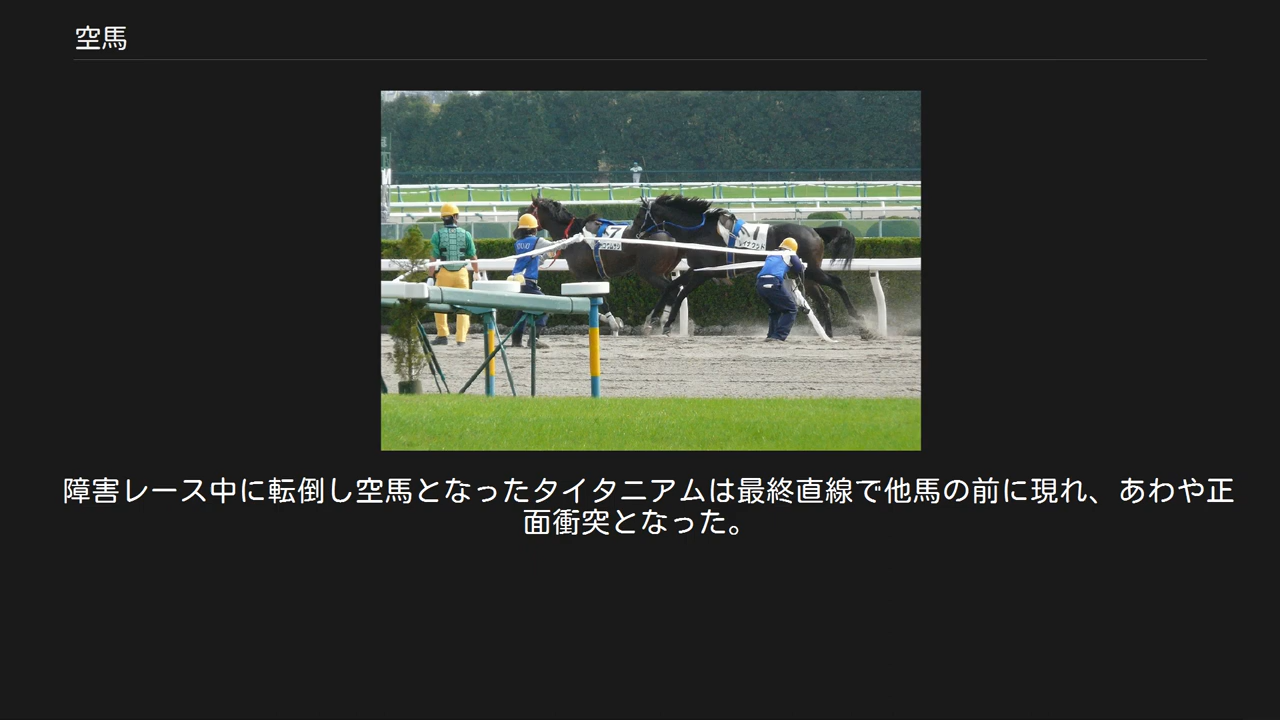 空馬
7
障害レース中に転倒し空馬となったタイタニアムは最終直線で他馬の前に現れ、あわや正
面衝突となった。